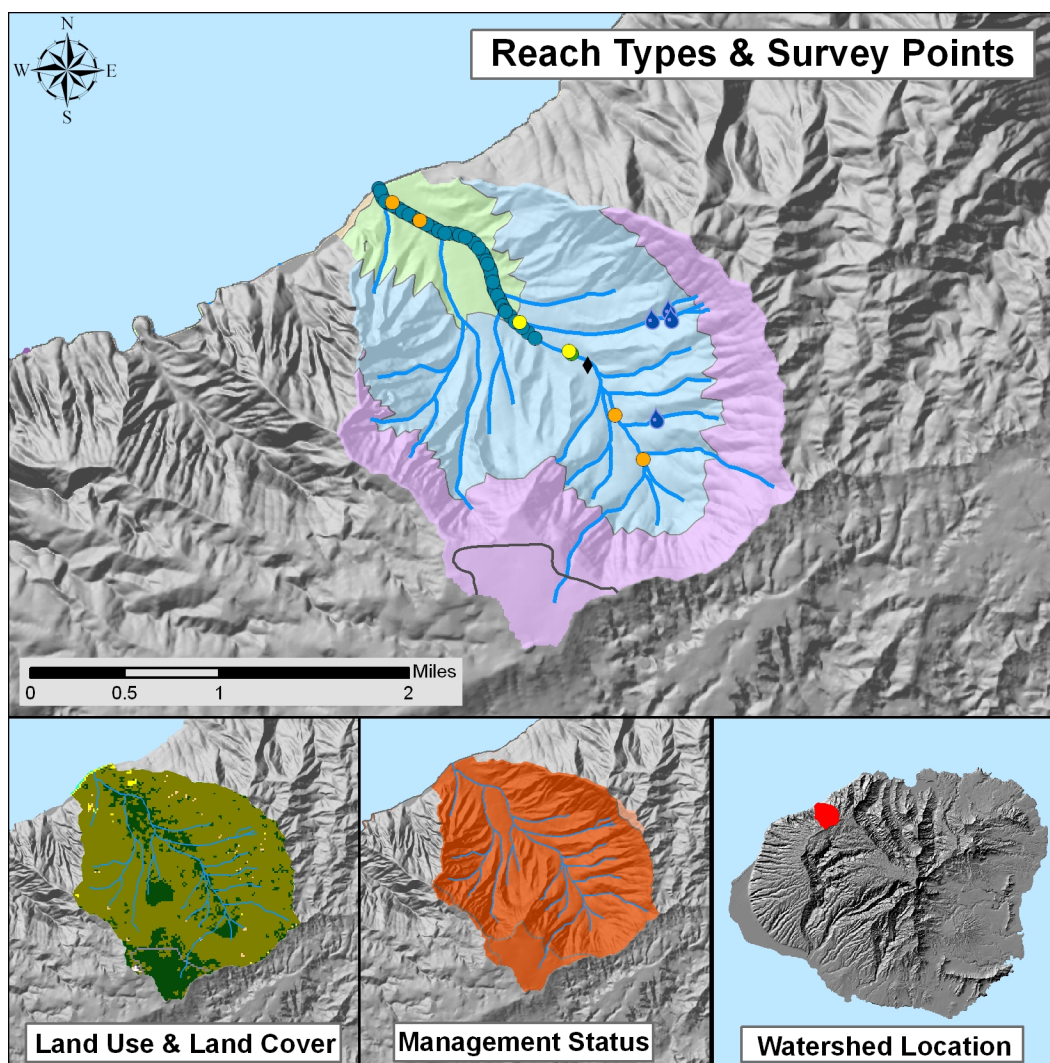 N
W E
S
Reach Types & Survey Points
Miles
0 0.5 1 2
Land Use & Land Cover
Management Status
Watershed Location